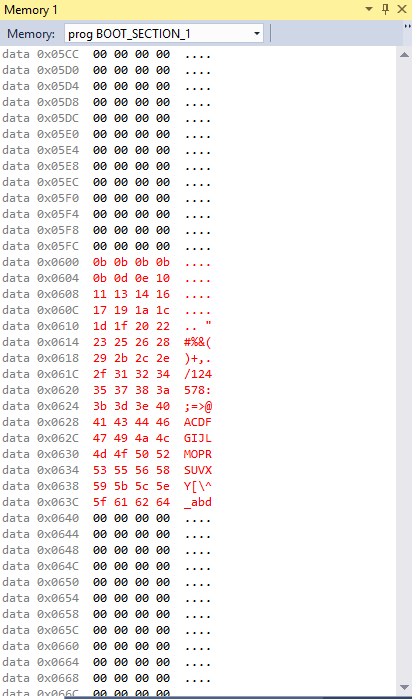 Memory 1
Memory: prog BOOT_SECTION_1
data 0x05CC 00 00 00 00 ....
data 0x05D0 00 00 00 00 ....
data 0x05D4 00 00 00 00 ....
data 0x05D8 00 00 00 00 ....
data 0x05DC 00 00 00 00 ....
data 0x05E0 00 00 00 00 ....
data 0x05E4 00 00 00 00 ....
data 0x05E8 00 00 00 00 ....
data 0x05EC 00 00 00 00 ....
data 0x05F0 00 00 00 00 ....
data 0x05F4 00 00 00 00 ....
data 0x05F8 00 00 00 00 ....
data 0x05FC 00 00 00 00 ....
data 0x0600 0b 0b 0b 0b ....
data 0x0604 0b 0d 0e 10 ....
data 0x0608 11 13 14 16 ....
data 0x060C 17 19 1a 1c ....
data 0x0610 1d 1f 20 22 .. "
data 0x0614 23 25 26 28 #%&(
data 0x0618 29 2b 2c 2e )+,.
data 0x061C 2f 31 32 34 /124
data 0x0620 35 37 38 3a 578:
data 0x0624 3b 3d 3e 40 ;=>@
data 0x0628 41 43 44 46 ACDF
data 0x062C 47 49 4a 4c GIJL
data 0x0630 4d 4f 50 52 MOPR
data 0x0634 53 55 56 58 SUVX
data 0x0638 59 5b 5c 5e Y[\^
data 0x063C 5f 61 62 64 _abd
data 0x0640 00 00 00 00 ....
data 0x0644 00 00 00 00 ....
data 0x0648 00 00 00 00 ....
data 0x064C 00 00 00 00 ....
data 0x0650 00 00 00 00 ....
data 0x0654 00 00 00 00 ....
data 0x0658 00 00 00 00 ....
data 0x065C 00 00 00 00 ....
data 0x0660 00 00 00 00 ....
data 0x0664 00 00 00 00 ....
data 0x0668 00 00 00 00 ....
data 0x066C 00 00 00 00 ....